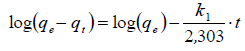 log(qₑ − qₜ) = log(qₑ) − k₁/2,303 · t